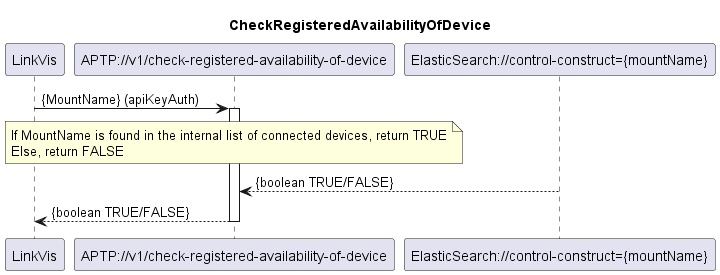 CheckRegisteredAvailabilityOfDevice
LinkVis
APTP://v1/check-registered-availability-of-device
ElasticSearch://control-construct={mountName}
{MountName} (apiKeyAuth)
If MountName is found in the internal list of connected devices, return TRUE
Else, return FALSE
{boolean TRUE/FALSE}
{boolean TRUE/FALSE}
LinkVis
APTP://v1/check-registered-availability-of-device
ElasticSearch://control-construct={mountName}